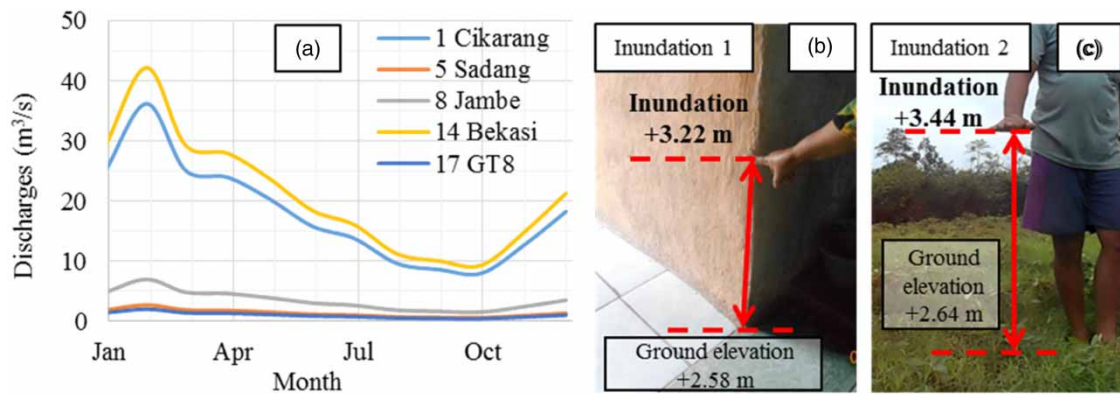 50
40
30
20
10
0
Discharges (m³/s)
Jan
Apr
Jul
Oct
Month
(a)
1 Cikarang
5 Sadang
8 Jambe
14 Bekasi
17 GT8
Inundation 1
(b)
Inundation
+3.22 m
Ground elevation
+2.58 m
Inundation 2
(c)
Inundation
+3.44 m
Ground
elevation
+2.64 m